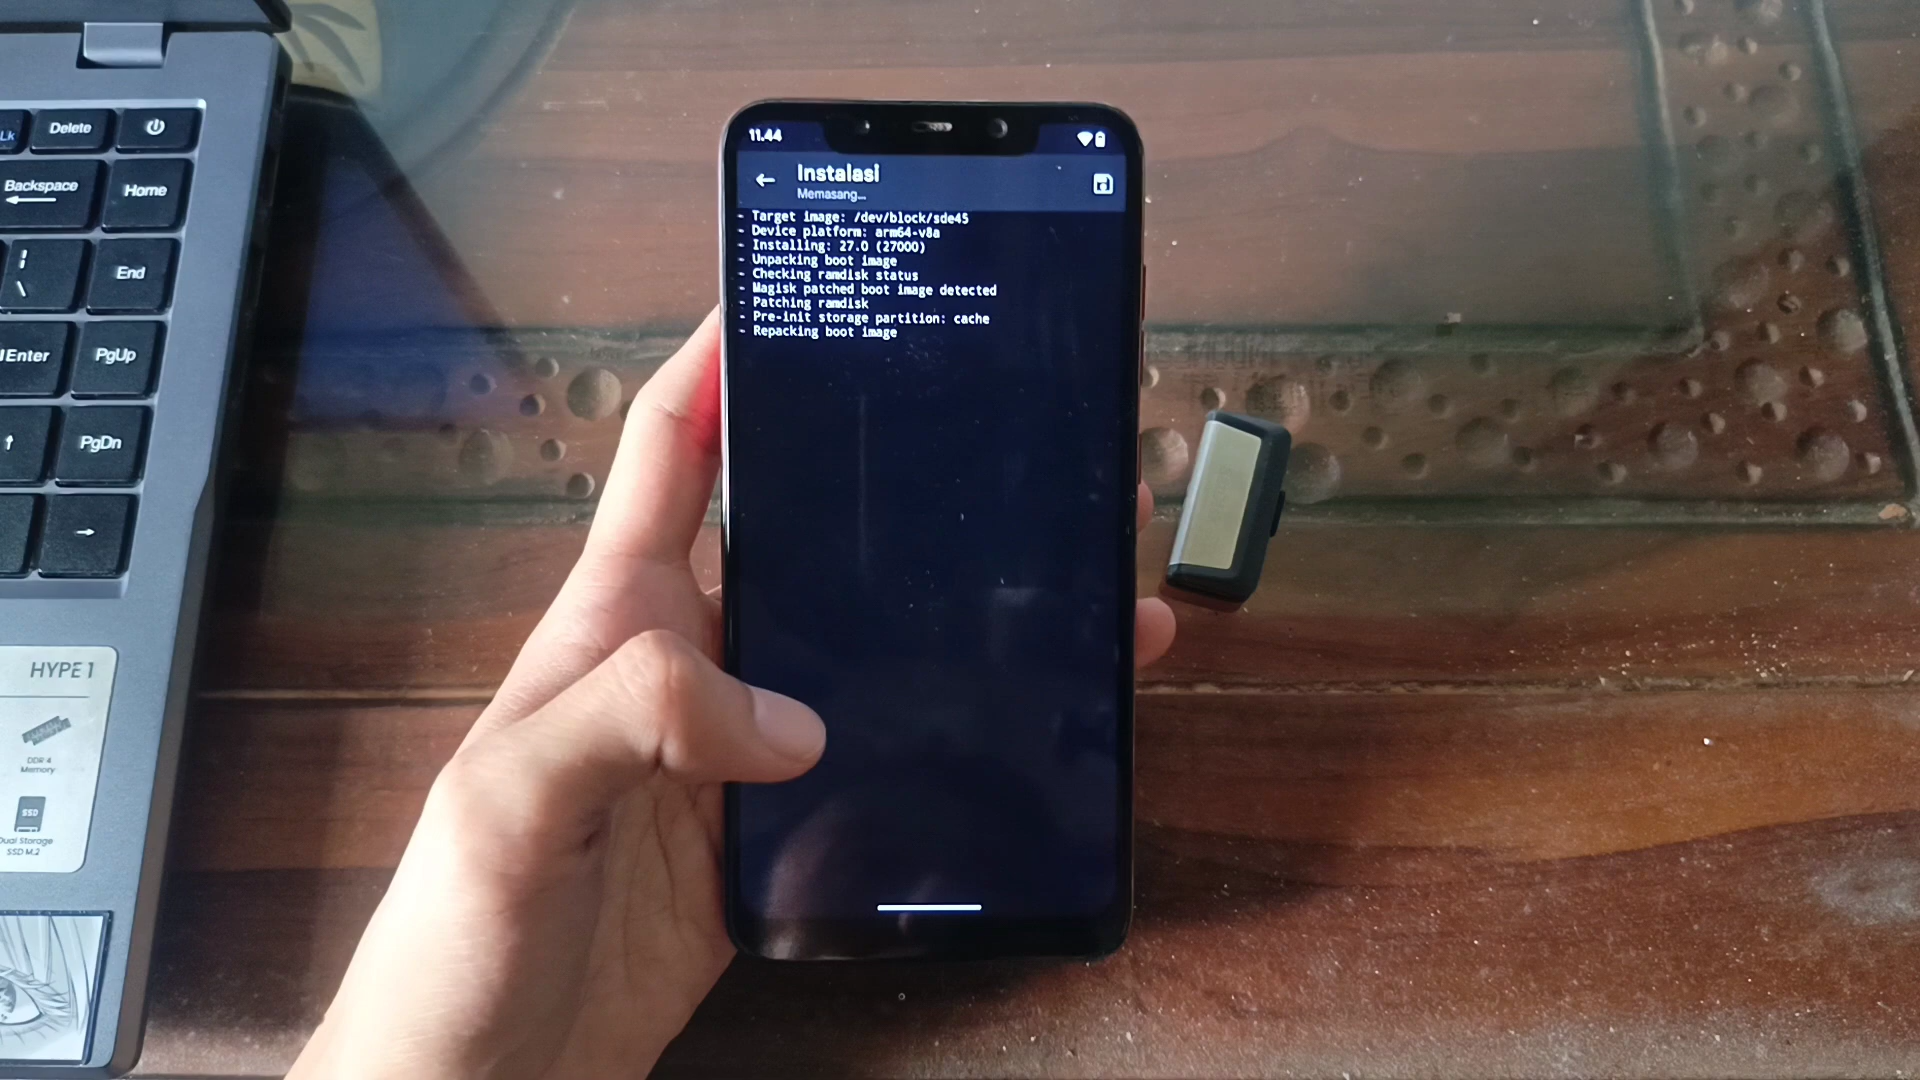 Lk
Delete
Backspace
Home
End
Enter
PgUp
PgDn
HYPE 1
DDR 4
Memory
SSD
Dual Storage
SSD M.2
11.44
Instalasi
Memasang...
- Target image: /dev/block/sde45
- Device platform: arm64-v8a
- Installing: 27.0 (27000)
- Unpacking boot image
- Checking ramdisk status
- Magisk patched boot image detected
- Patching ramdisk
- Pre-init storage partition: cache
- Repacking boot image